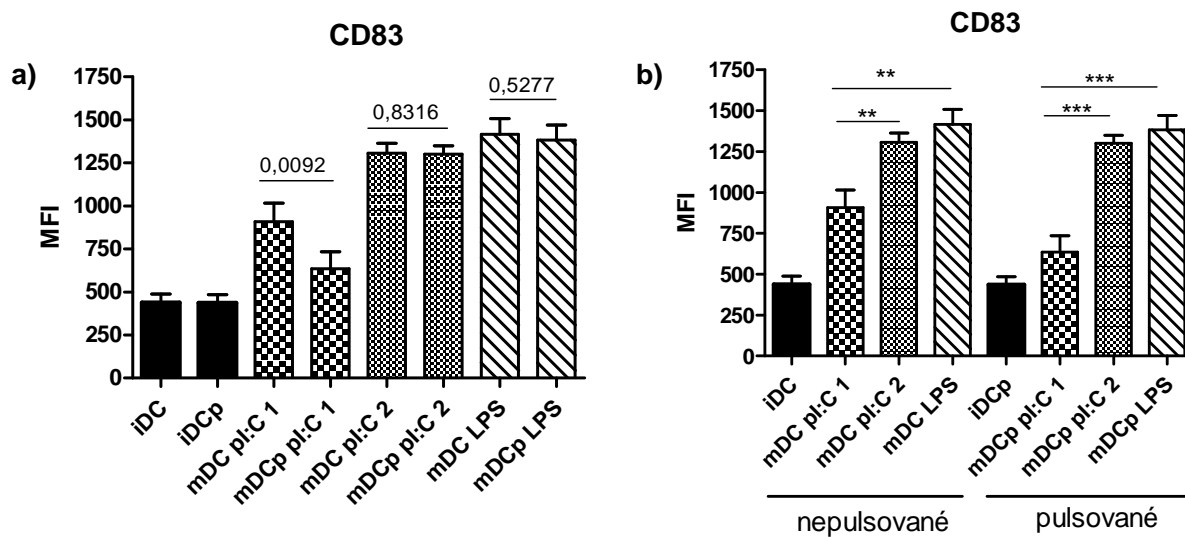 a)
CD83
MFI
1750
1500
1250
1000
750
500
250
0
0,0092
0,8316
0,5277
iDC
iDCp
mDC pI:C 1
mDCp pI:C 1
mDC pI:C 2
mDCp pI:C 2
mDC LPS
mDCp LPS
b)
CD83
MFI
1750
1500
1250
1000
750
500
250
0
**
**
***
***
iDC
mDC pI:C 1
mDC pI:C 2
mDC LPS
iDCp
mDCp pI:C 1
mDCp pI:C 2
mDCp LPS
nepulsované
pulsované